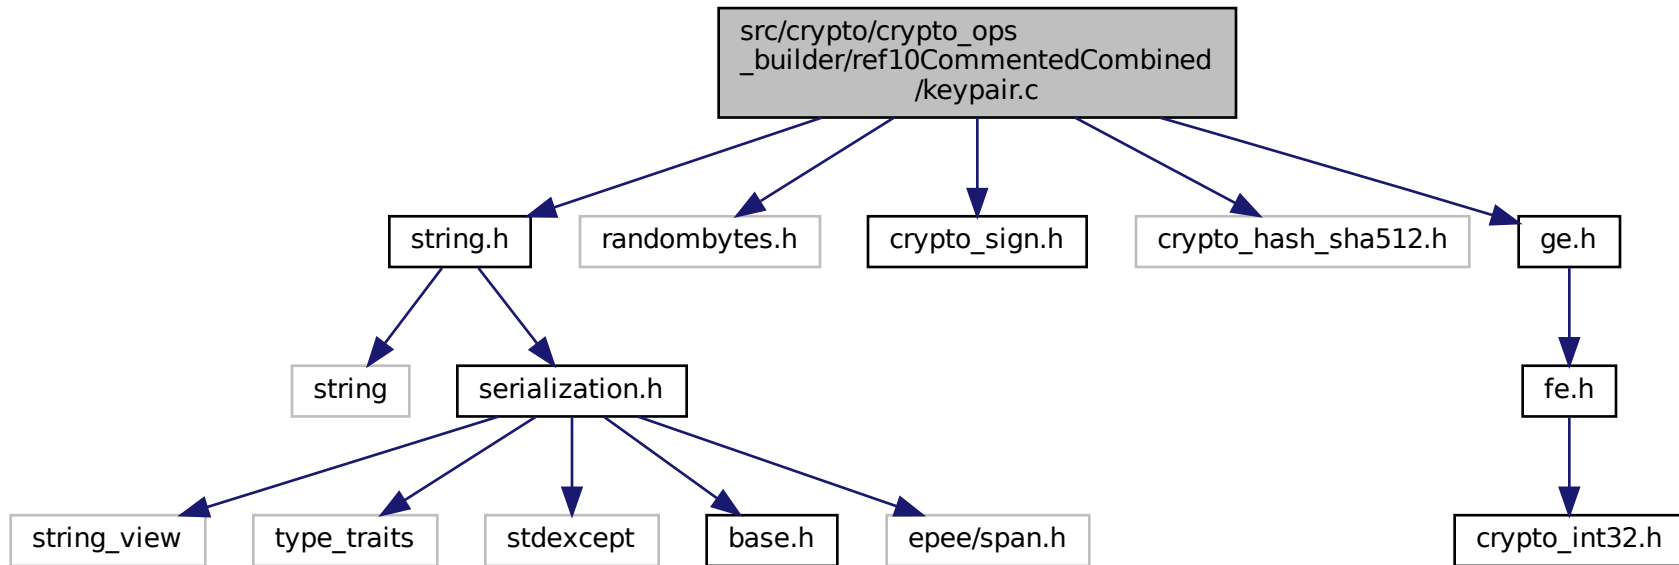 src/crypto/crypto_ops
_builder/ref10CommentedCombined
/keypair.c
string.h
randombytes.h
crypto_sign.h
crypto_hash_sha512.h
ge.h
string
serialization.h
fe.h
string_view
type_traits
stdexcept
base.h
epee/span.h
crypto_int32.h